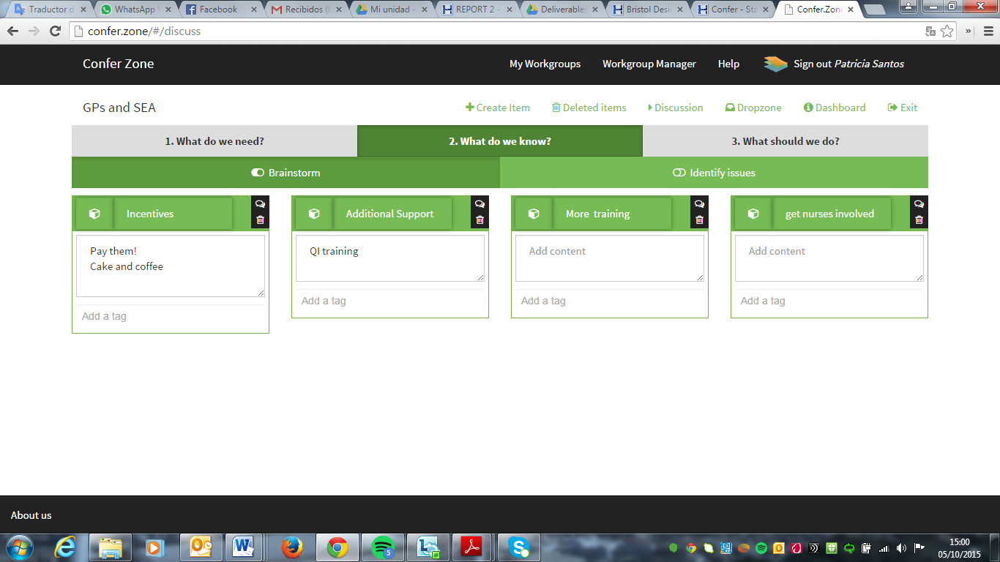 Traductor d
WhatsApp
Facebook
Recibidos (
Mi unidad -
REPORT 2 -
Deliverables
Bristol Desi
Confer - Sta
Confer.Zon
confer.zone/#/discuss
»
Confer Zone
My Workgroups
Workgroup Manager
Help
Sign out Patricia Santos
GPs and SEA
Create Item
Deleted items
Discussion
Dropzone
Dashboard
Exit
1. What do we need?
2. What do we know?
3. What should we do?
Brainstorm
Identify issues
Incentives
Pay them!
Cake and coffee
Add a tag
Additional Support
QI training
Add a tag
More training
Add content
Add a tag
get nurses involved
Add content
Add a tag
About us
5
15:00
05/10/2015